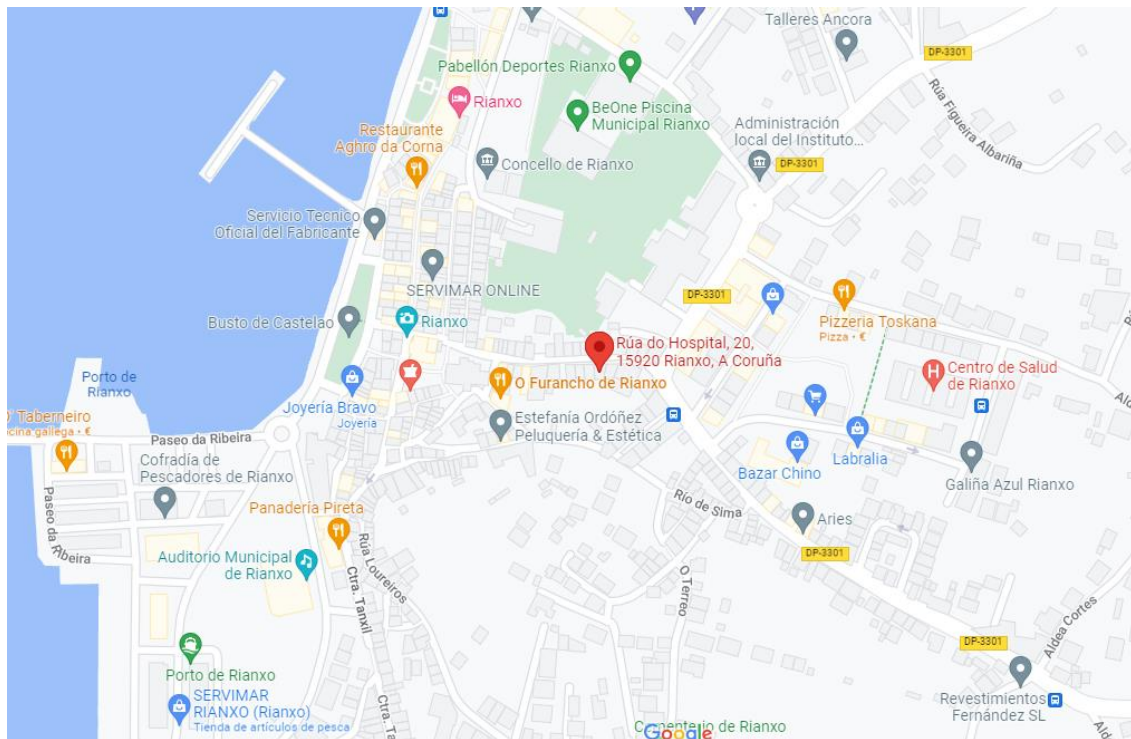 Talleres Ancora
DP-3301
Pabellón Deportes Rianxo
Rúa Figueira Albariña
Rianxo
BeOne Piscina
Municipal Rianxo
Administración
local del Instituto...
DP-3301
Restaurante
Aghro da Corna
Concello de Rianxo
Servicio Tecnico
Oficial del Fabricante
SERVIMAR ONLINE
DP-3301
Busto de Castelao
Rianxo
Pizzeria Toskana
Pizza • €
Rúa do Hospital, 20,
15920 Rianxo, A Coruña
Centro de Salud
de Rianxo
Porto de
Rianxo
O Furancho de Rianxo
Joyería Bravo
Joyería
O' Taberneiro
cocina gallega • €
Paseo da Ribeira
Estefanía Ordóñez
Peluquería & Estética
Labralia
Bazar Chino
Cofradía de
Pescadores de Rianxo
Galiña Azul Rianxo
Paseo da Ribeira
Río de Sima
Panadería Pireta
Aries
DP-3301
Rúa Loureiros
Auditorio Municipal
de Rianxo
Ctra. Tanxil
O Terreo
Aldea Cortes
DP-3301
Porto de Rianxo
SERVIMAR
RIANXO (Rianxo)
Tienda de artículos de pesca
Revestimientos
Fernández SL
Cementerio de Rianxo
Google